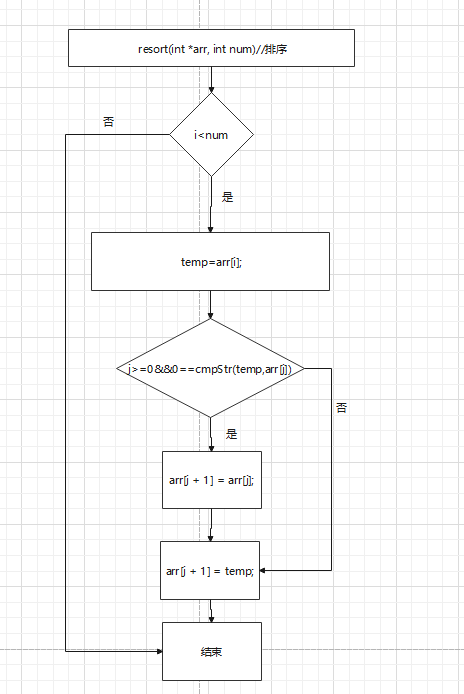 resort(int *arr, int num)//排序
否
i<num
是
temp=arr[i];
j>=0&&0==cmpStr(temp,arr[j])
否
是
arr[j + 1] = arr[j];
arr[j + 1] = temp;
结束